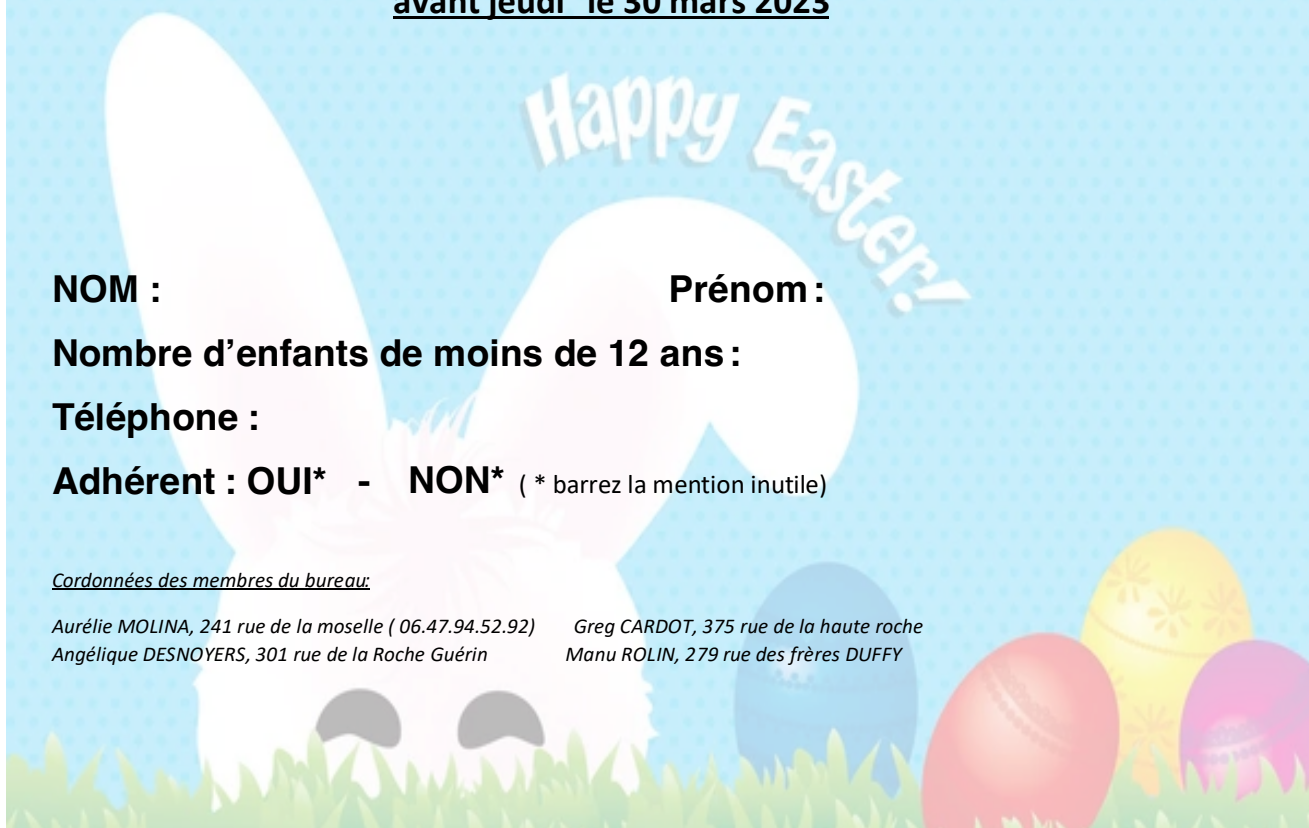 avant jeudi le 30 mars 2023
Happy Easter!
NOM : Prénom :
Nombre d’enfants de moins de 12 ans :
Téléphone :
Adhérent : OUI* - NON* ( * barrez la mention inutile)
Cordonnées des membres du bureau:
Aurélie MOLINA, 241 rue de la moselle ( 06.47.94.52.92) Greg CARDOT, 375 rue de la haute roche
Angélique DESNOYERS, 301 rue de la Roche Guérin Manu ROLIN, 279 rue des frères DUFFY